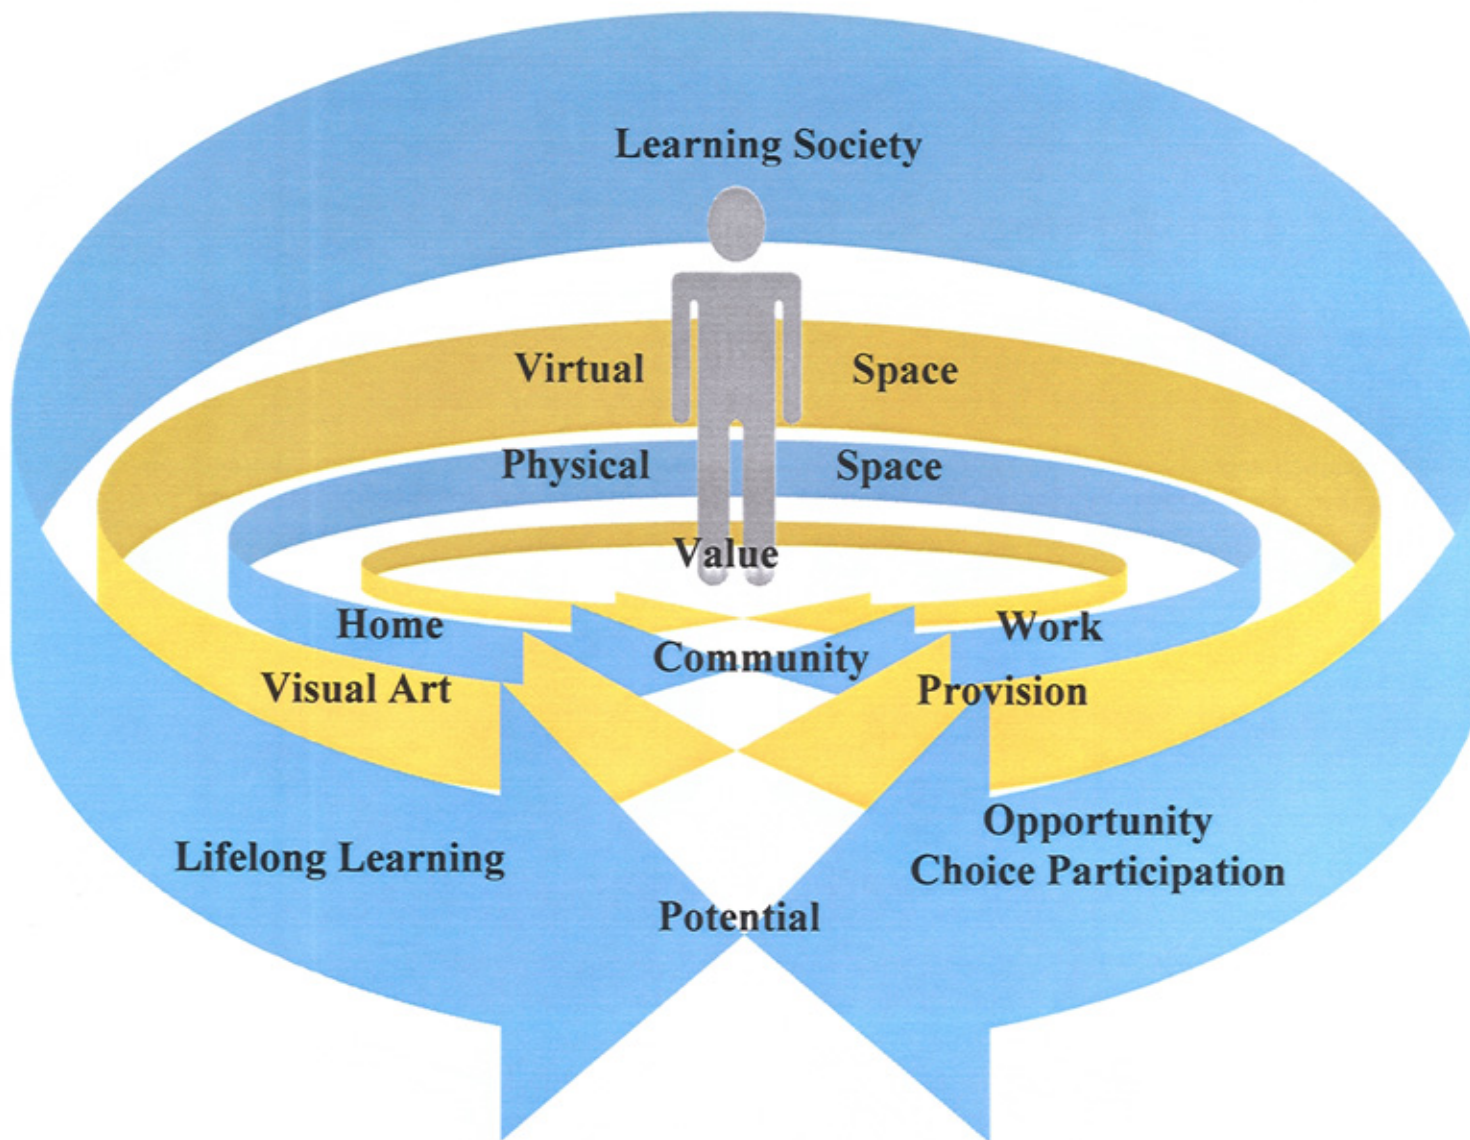 Learning Society
Virtual Space
Physical Space
Value
Home
Work
Community
Visual Art
Provision
Opportunity
Lifelong Learning
Choice Participation
Potential